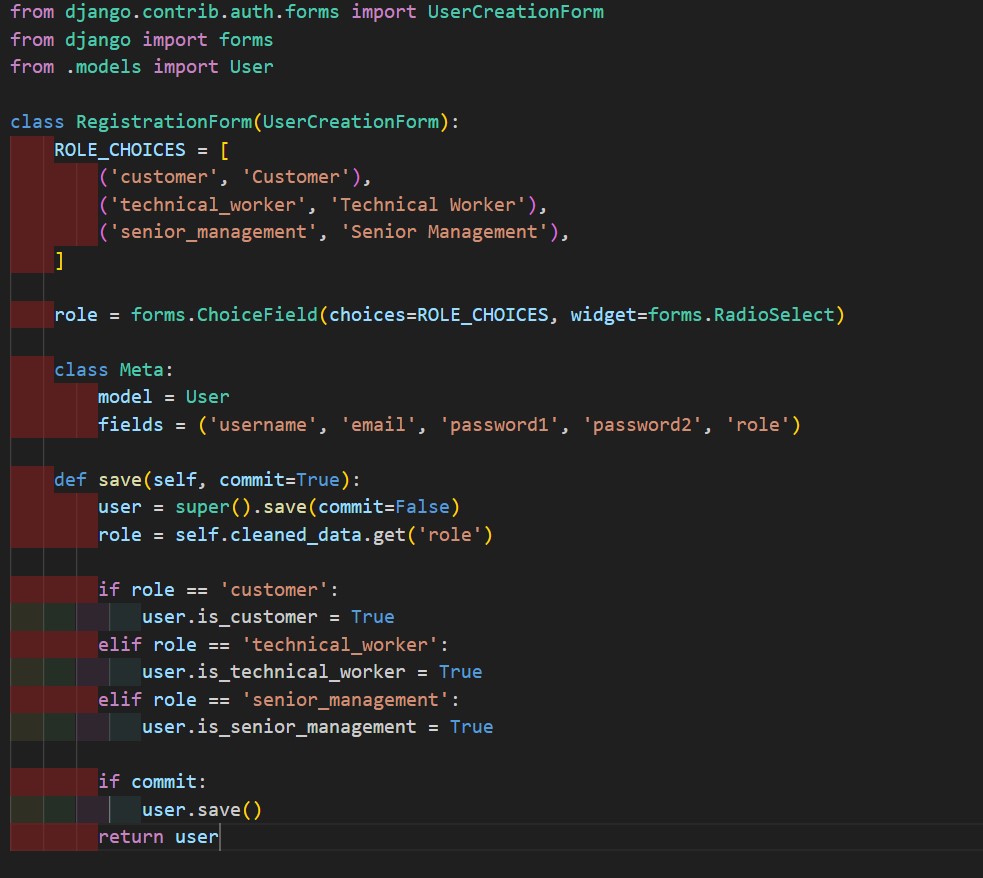 from django.contrib.auth.forms import UserCreationForm
from django import forms
from .models import User

class RegistrationForm(UserCreationForm):
    ROLE_CHOICES = [
        ('customer', 'Customer'),
        ('technical_worker', 'Technical Worker'),
        ('senior_management', 'Senior Management'),
    ]

    role = forms.ChoiceField(choices=ROLE_CHOICES, widget=forms.RadioSelect)

    class Meta:
        model = User
        fields = ('username', 'email', 'password1', 'password2', 'role')

    def save(self, commit=True):
        user = super().save(commit=False)
        role = self.cleaned_data.get('role')

        if role == 'customer':
            user.is_customer = True
        elif role == 'technical_worker':
            user.is_technical_worker = True
        elif role == 'senior_management':
            user.is_senior_management = True

        if commit:
            user.save()
        return user